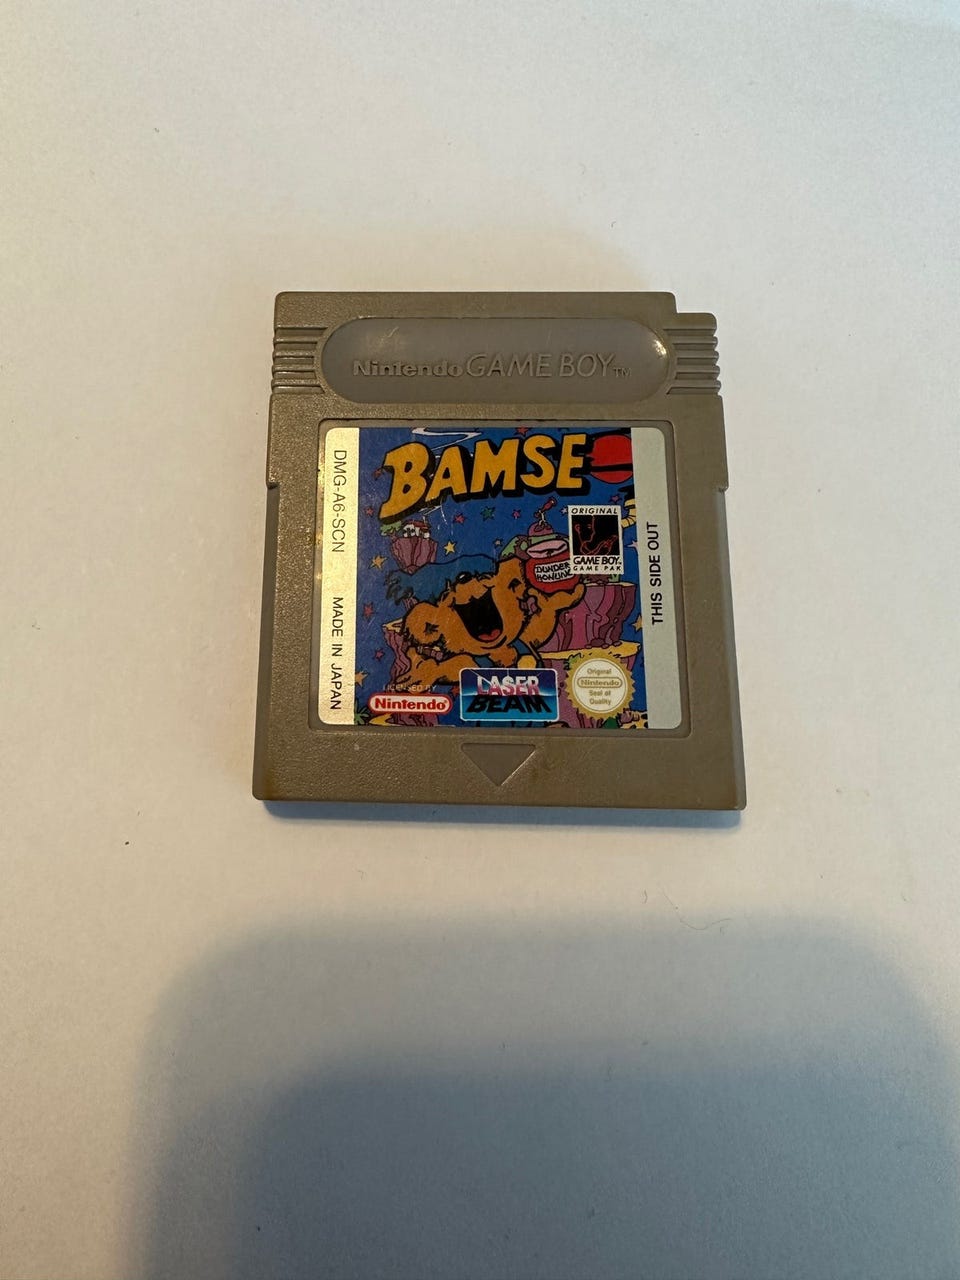 Nintendo GAME BOY TM
DMG-A6-SCN MADE IN JAPAN
BAMSE
ORIGINAL
GAME BOY™
GAME PAK
DUNDER
HONUNG
THIS SIDE OUT
LICENSED BY
Nintendo®
LASER
BEAM
Original
Nintendo
Seal of
Quality